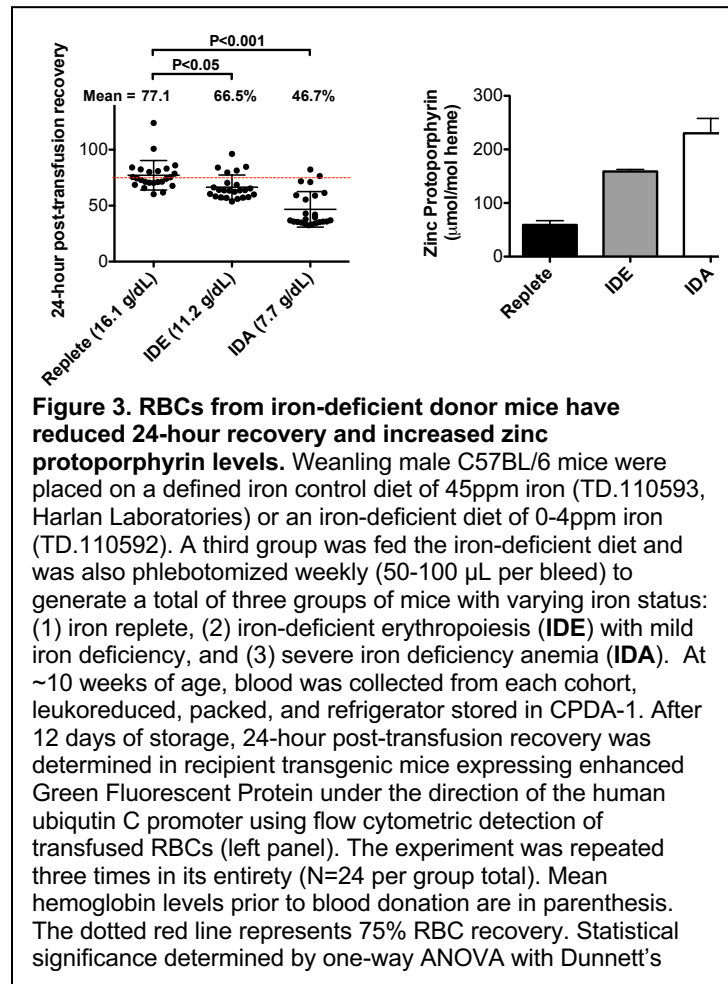 P<0.001
P<0.05
Mean = 77.1 66.5% 46.7%
24-hour post-transfusion recovery
100
50
0
Replete (16.1 g/dL)
IDE (11.2 g/dL)
IDA (7.7 g/dL)
Zinc Protoporphyrin
(μmol/mol heme)
300
200
100
0
Replete
IDE
IDA
Figure 3. RBCs from iron-deficient donor mice have
reduced 24-hour recovery and increased zinc
protoporphyrin levels. Weanling male C57BL/6 mice were
placed on a defined iron control diet of 45ppm iron (TD.110593,
Harlan Laboratories) or an iron-deficient diet of 0-4ppm iron
(TD.110592). A third group was fed the iron-deficient diet and
was also phlebotomized weekly (50-100 µL per bleed) to
generate a total of three groups of mice with varying iron status:
(1) iron replete, (2) iron-deficient erythropoiesis (IDE) with mild
iron deficiency, and (3) severe iron deficiency anemia (IDA). At
~10 weeks of age, blood was collected from each cohort,
leukoreduced, packed, and refrigerator stored in CPDA-1. After
12 days of storage, 24-hour post-transfusion recovery was
determined in recipient transgenic mice expressing enhanced
Green Fluorescent Protein under the direction of the human
ubiqutin C promoter using flow cytometric detection of
transfused RBCs (left panel). The experiment was repeated
three times in its entirety (N=24 per group total). Mean
hemoglobin levels prior to blood donation are in parenthesis.
The dotted red line represents 75% RBC recovery. Statistical
significance determined by one-way ANOVA with Dunnett's